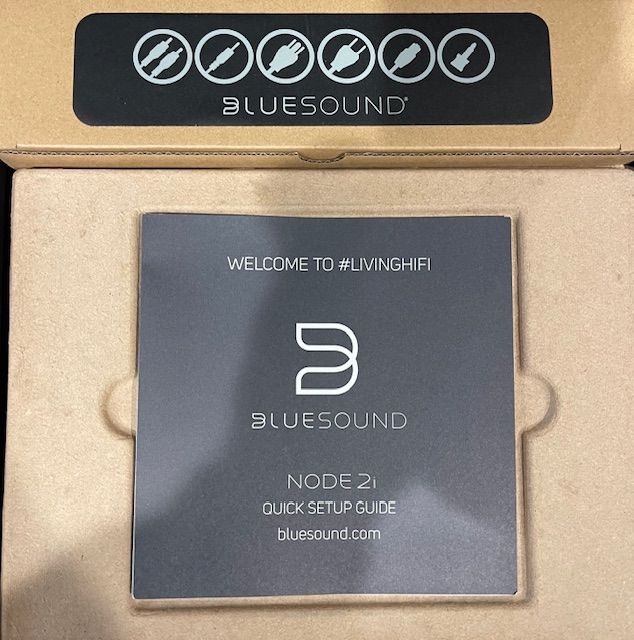 BLUESOUND®
WELCOME TO #LIVINGHIFI
BLUESOUND
NODE 2i
QUICK SETUP GUIDE
bluesound.com